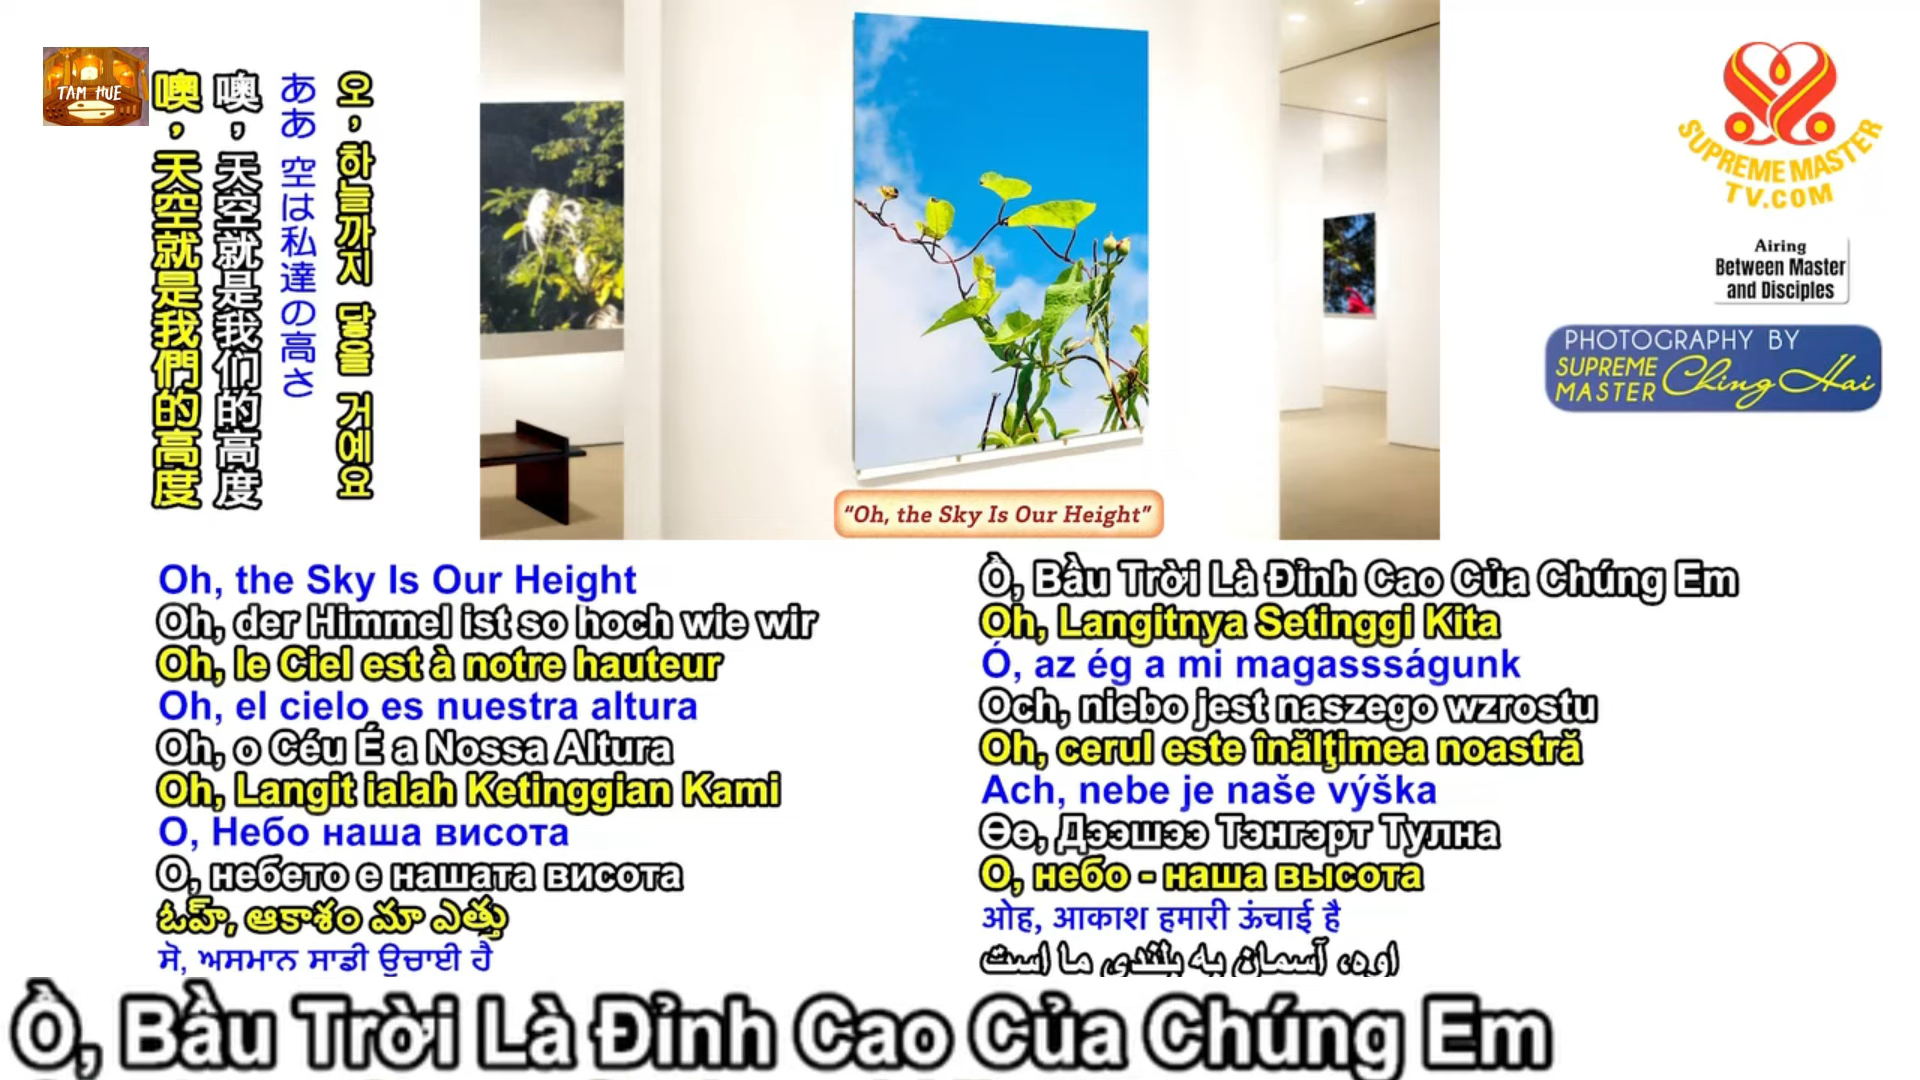 TAM HUE
噢，天空就是我們的高度
噢，天空就是我们的高度
ああ 空は私達の高さ
오, 하늘까지 닿을 거예요
SUPREME MASTER
TV.COM
Airing
Between Master
and Disciples
PHOTOGRAPHY BY
SUPREME
MASTER
Ching Hai
“Oh, the Sky Is Our Height”
Oh, the Sky Is Our Height
Oh, der Himmel ist so hoch wie wir
Oh, le Ciel est à notre hauteur
Oh, el cielo es nuestra altura
Oh, o Céu É a Nossa Altura
Oh, Langit ialah Ketinggian Kami
О, Небо наша висота
О, небето е нашата висота
ఓహ్, ఆకాశం మా ఎత్తు
ਸੋ, ਅਸਮਾਨ ਸਾਡੀ ਉਚਾਈ ਹੈ
Ồ, Bầu Trời Là Đỉnh Cao Của Chúng Em
Oh, Langitnya Setinggi Kita
Ó, az ég a mi magassságunk
Och, niebo jest naszego wzrostu
Oh, cerul este înălţimea noastră
Ach, nebe je naše výška
Өө, Дээшээ Тэнгэрт Тулна
О, небо - наша высота
ओह, आकाश हमारी ऊंचाई है
اوه، آسمان به بلندی ما است
Ồ, Bầu Trời Là Đỉnh Cao Của Chúng Em